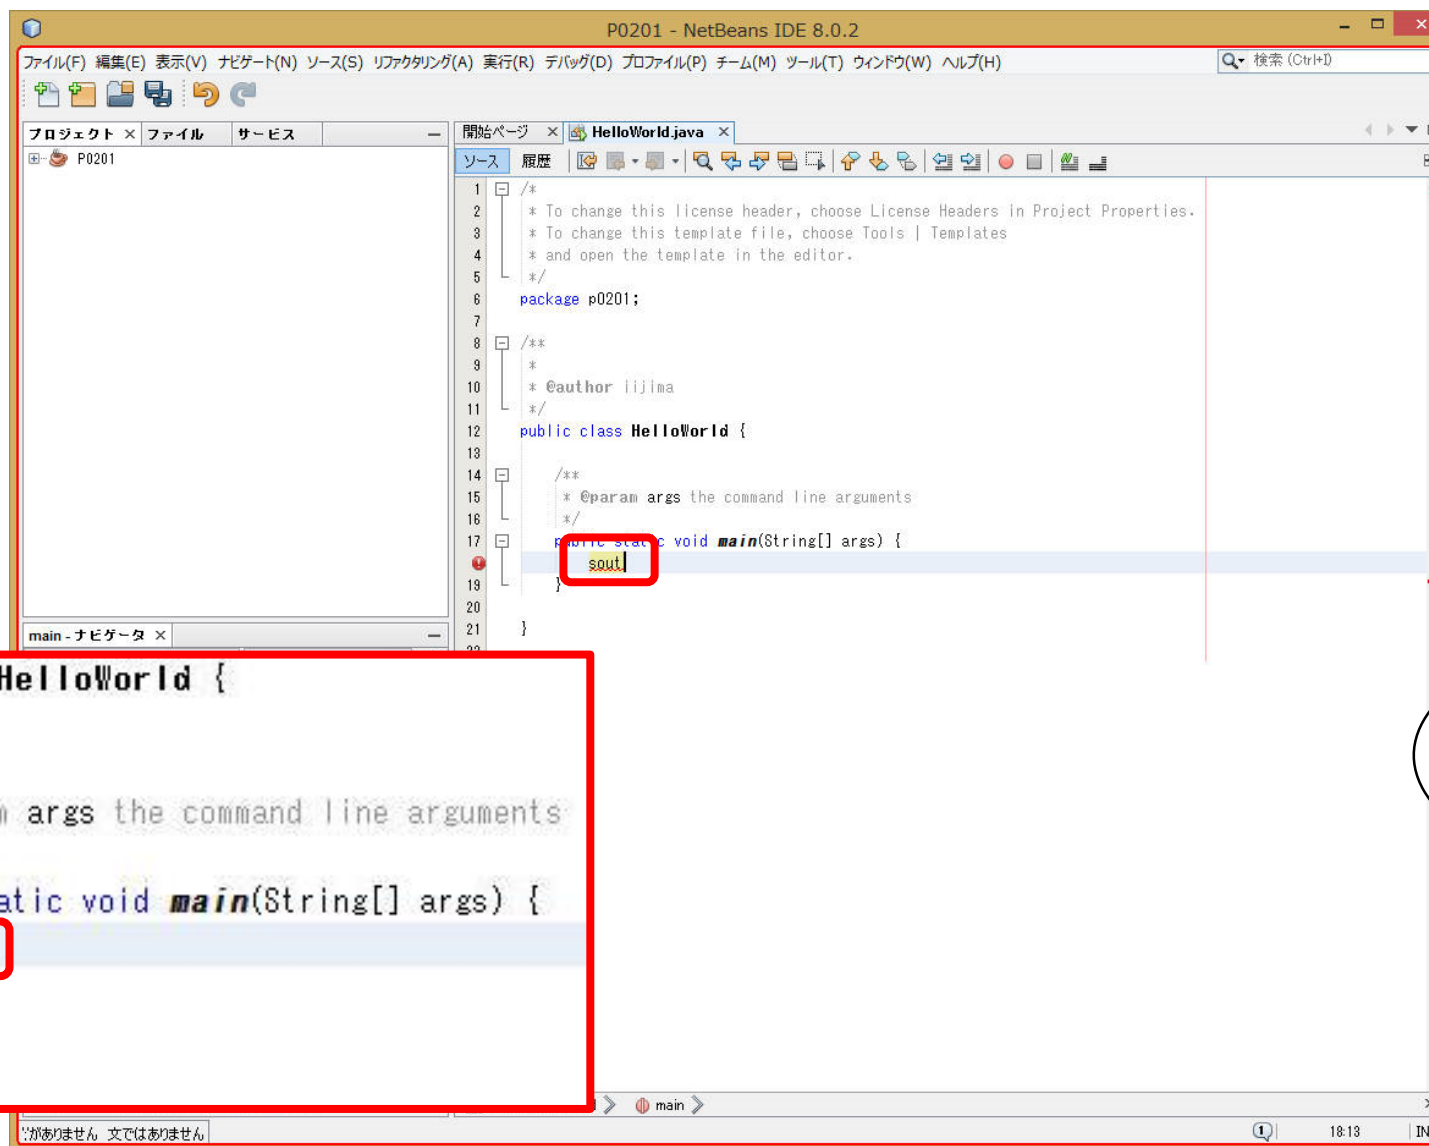 P0201 - NetBeans IDE 8.0.2
ファイル(F) 編集(E) 表示(V) ナビゲート(N) ソース(S) リファクタリング(A) 実行(R) デバッグ(D) プロファイル(P) チーム(M) ツール(T) ウィンドウ(W) ヘルプ(H)
検索 (Ctrl+I)
プロジェクト × ファイル サービス
P0201
開始ページ × HelloWorld.java ×
ソース 履歴
1 /*
2 * To change this license header, choose License Headers in Project Properties.
3 * To change this template file, choose Tools | Templates
4 * and open the template in the editor.
5 */
6 package p0201;
7
8 /**
9 *
10 * @author iijima
11 */
12 public class HelloWorld {
13
14 /**
15 * @param args the command line arguments
16 */
17 public static void main(String[] args) {
sout
19 }
20
21 }
main - ナビゲータ ×
HelloWorld {
args the command line arguments
atic void main(String[] args) {
main
がありません 文ではありません
1 18:13 IN